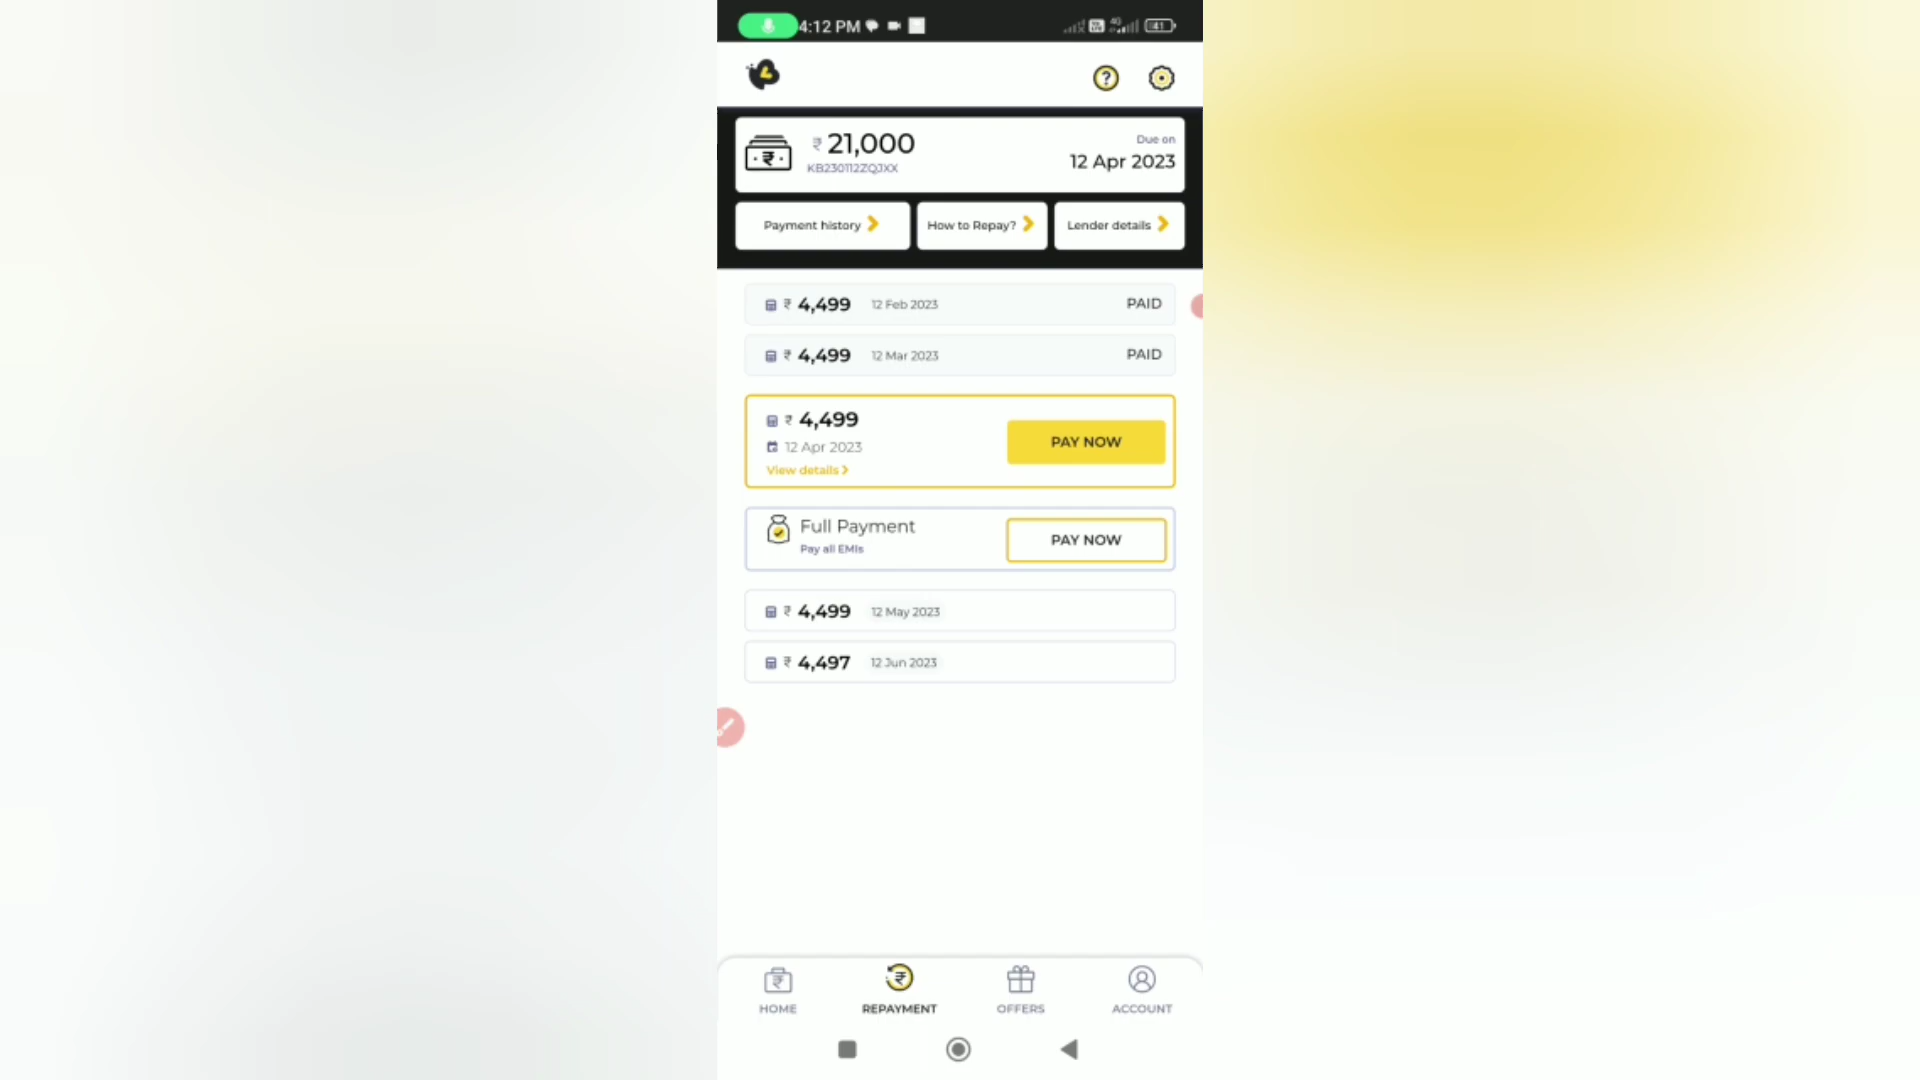 4:12 PM 4G 41
₹ 21,000
KB230112ZQJXX
Due on
12 Apr 2023
Payment history
How to Repay?
Lender details
₹ 4,499 12 Feb 2023 PAID
₹ 4,499 12 Mar 2023 PAID
₹ 4,499
12 Apr 2023
View details
PAY NOW
Full Payment
Pay all EMIs
PAY NOW
₹ 4,499 12 May 2023
₹ 4,497 12 Jun 2023
HOME
REPAYMENT
OFFERS
ACCOUNT